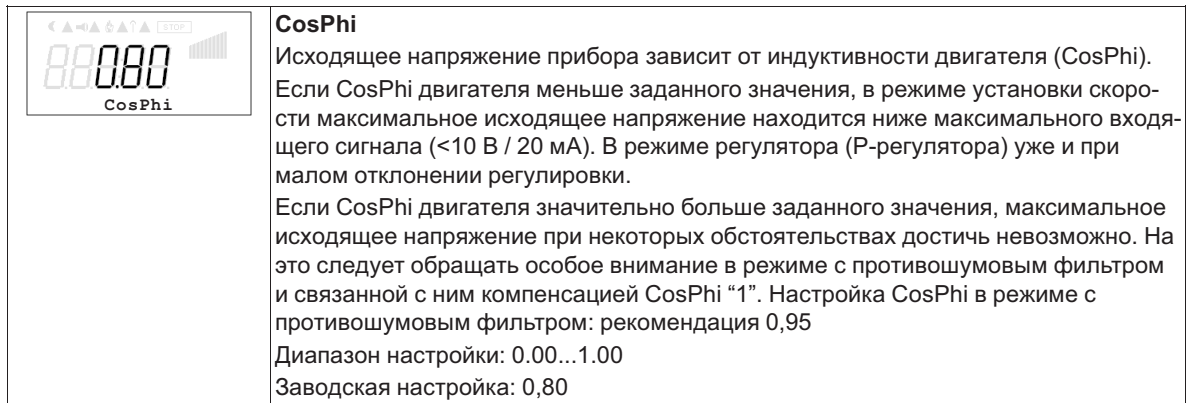 STOP
0.80
CosPhi
CosPhi
Исходящее напряжение прибора зависит от индуктивности двигателя (CosPhi).
Если CosPhi двигателя меньше заданного значения, в режиме установки скоро-
сти максимальное исходящее напряжение находится ниже максимального входя-
щего сигнала (<10 В / 20 мА). В режиме регулятора (P-регулятора) уже и при
малом отклонении регулировки.
Если CosPhi двигателя значительно больше заданного значения, максимальное
исходящее напряжение при некоторых обстоятельствах достичь невозможно. На
это следует обращать особое внимание в режиме с противошумовым фильтром
и связанной с ним компенсацией CosPhi “1”. Настройка CosPhi в режиме с
противошумовым фильтром: рекомендация 0,95
Диапазон настройки: 0.00...1.00
Заводская настройка: 0,80